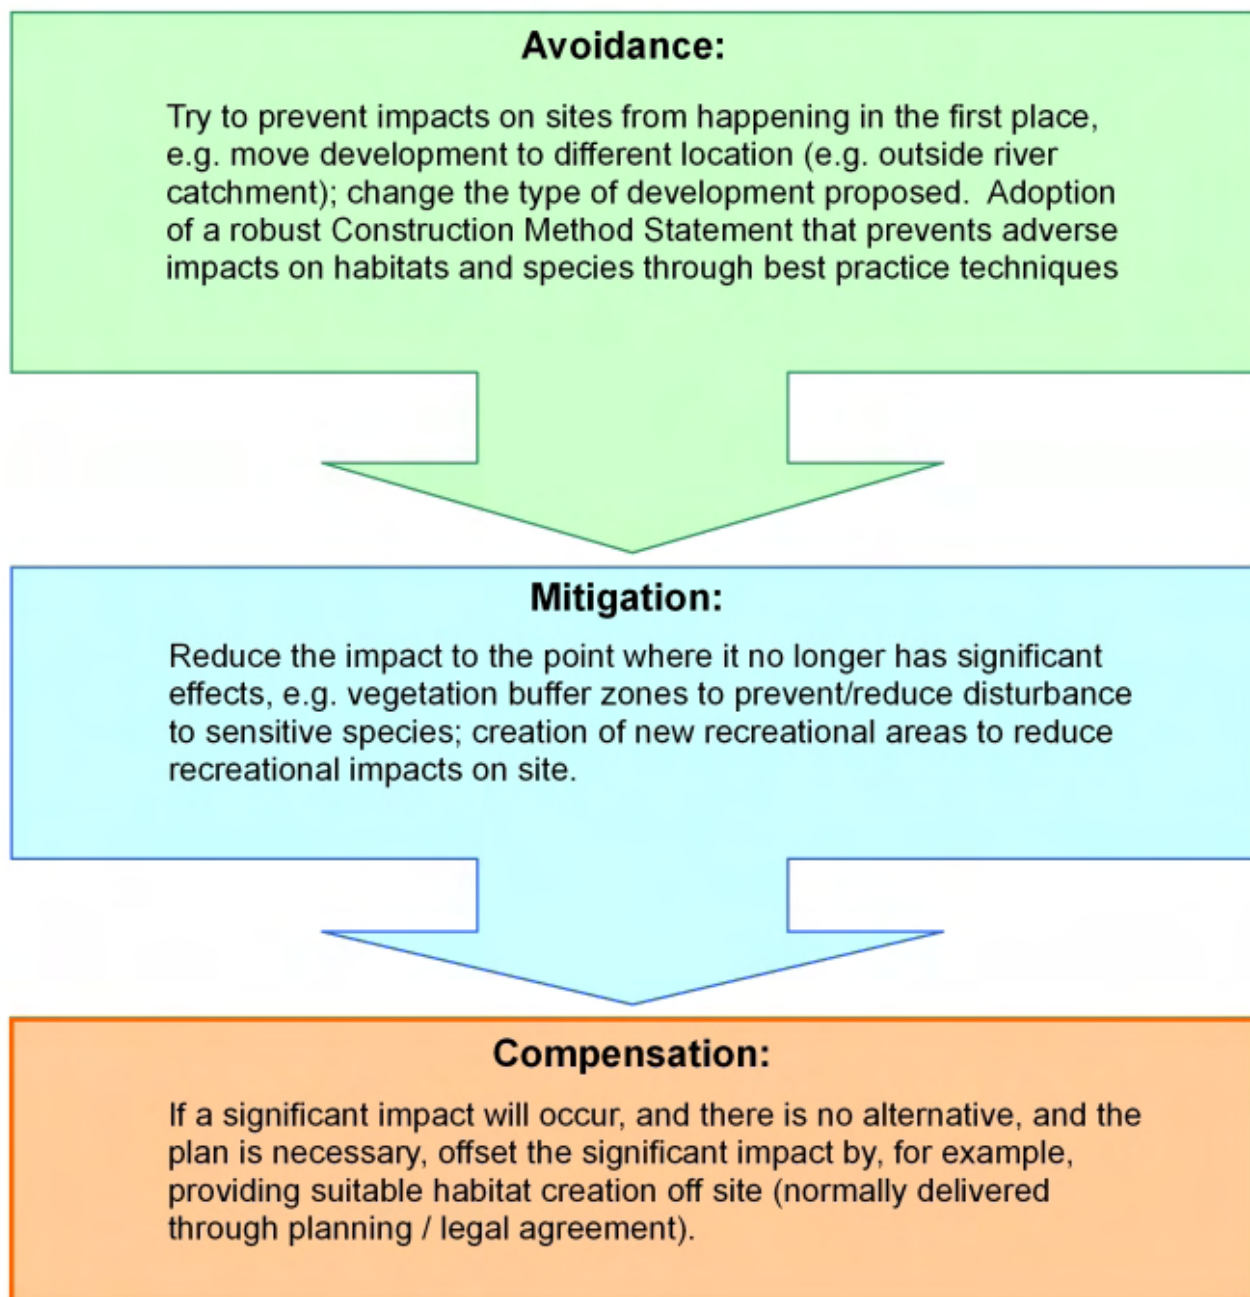 Avoidance:
Try to prevent impacts on sites from happening in the first place,
e.g. move development to different location (e.g. outside river
catchment); change the type of development proposed.  Adoption
of a robust Construction Method Statement that prevents adverse
impacts on habitats and species through best practice techniques
Mitigation:
Reduce the impact to the point where it no longer has significant
effects, e.g. vegetation buffer zones to prevent/reduce disturbance
to sensitive species; creation of new recreational areas to reduce
recreational impacts on site.
Compensation:
If a significant impact will occur, and there is no alternative, and the
plan is necessary, offset the significant impact by, for example,
providing suitable habitat creation off site (normally delivered
through planning / legal agreement).